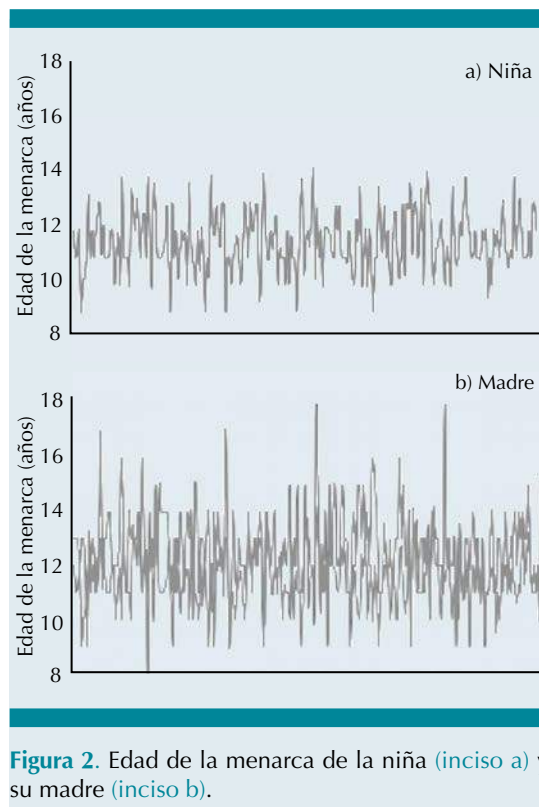 a) Niña
Edad de la menarca (años)
18
16
14
12
10
8
b) Madre
Edad de la menarca (años)
18
16
14
12
10
8
Figura 2. Edad de la menarca de la niña (inciso a)
su madre (inciso b).